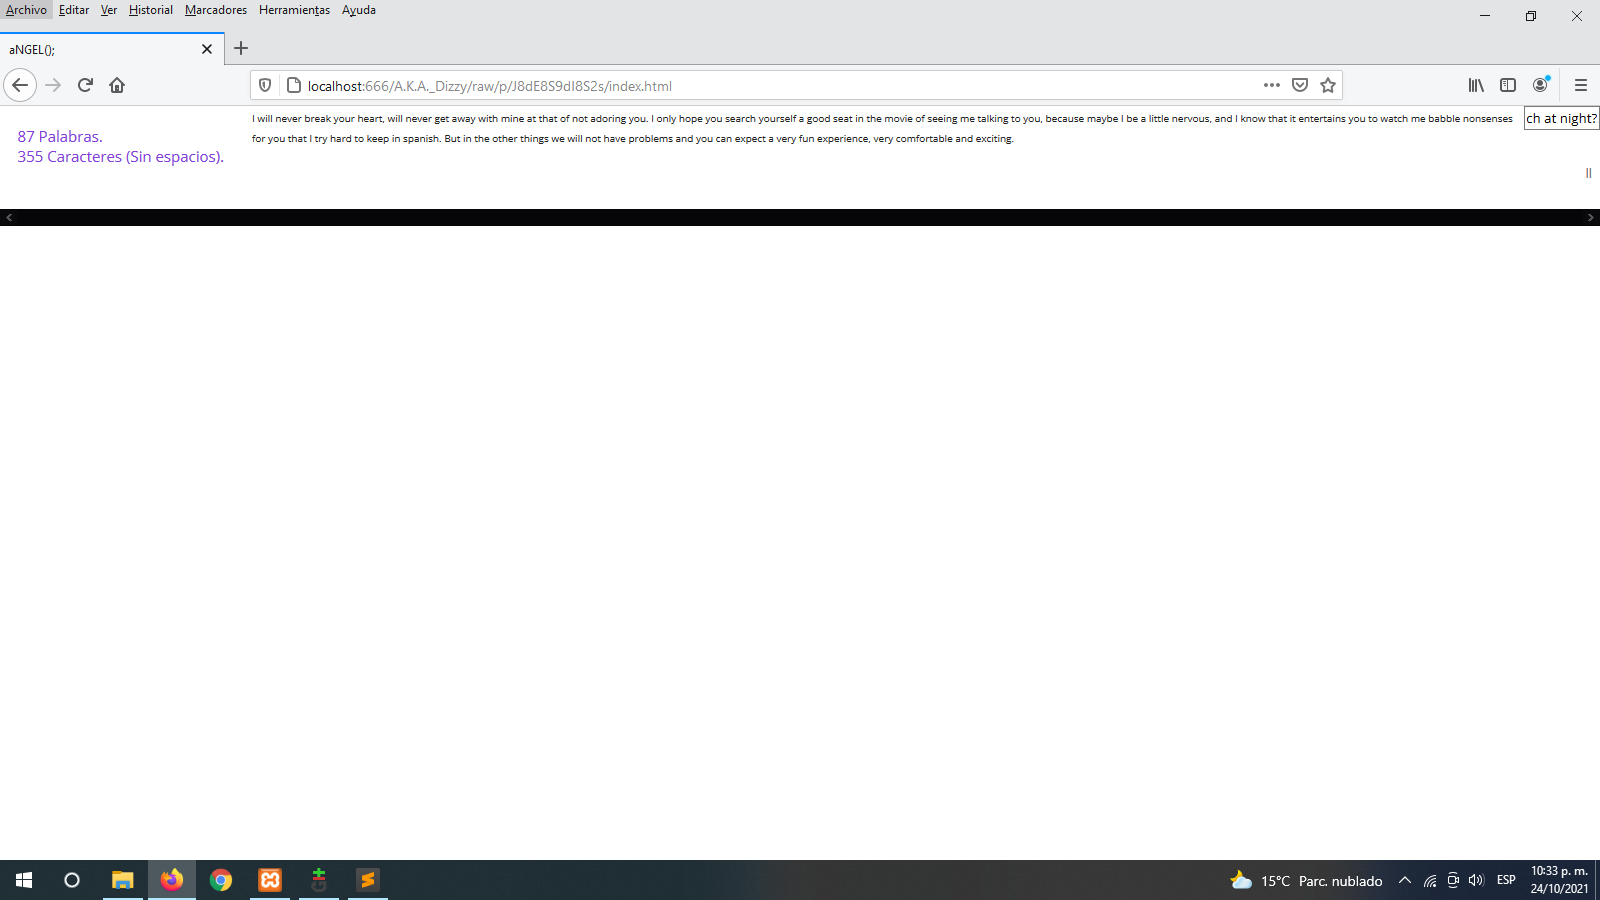 Archivo Editar Ver Historial Marcadores Herramientas Ayuda
aNGEL();
localhost:666/A.K.A._Dizzy/raw/p/J8dE8S9dI8S2s/index.html
87 Palabras.
355 Caracteres (Sin espacios).
I will never break your heart, will never get away with mine at that of not adoring you. I only hope you search yourself a good seat in the movie of seeing me talking to you, because maybe I be a little nervous, and I know that it entertains you to watch me babble nonsenses
for you that I try hard to keep in spanish. But in the other things we will not have problems and you can expect a very fun experience, very comfortable and exciting.
ch at night?
||
15°C Parc. nublado
ESP
10:33 p. m.
24/10/2021